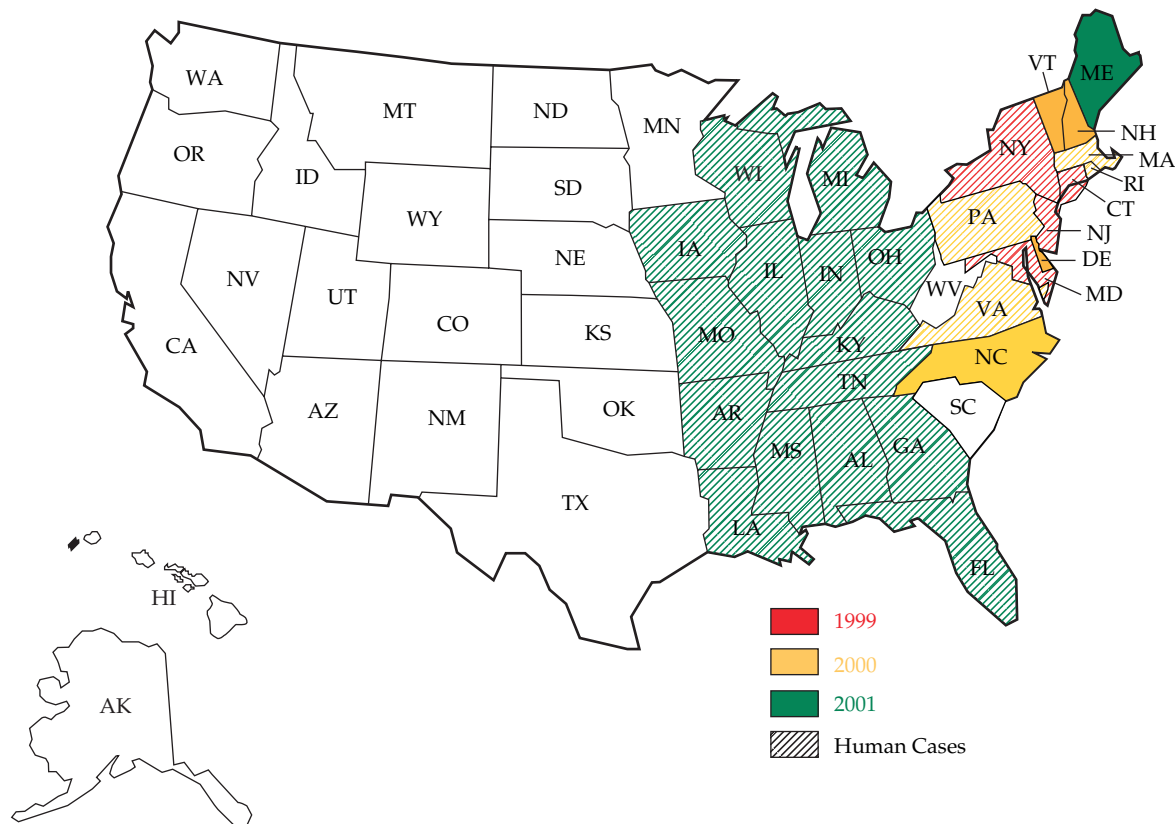 WA
MT
ND
MN
VT
ME
OR
ID
SD
WI
MI
NY
NH
MA
RI
CT
WY
IA
PA
NJ
NV
UT
NE
IL
IN
OH
DE
MD
CA
CO
KS
MO
WV
VA
KY
NC
AZ
NM
OK
AR
TN
SC
TX
MS
AL
GA
LA
FL
HI
AK
1999
2000
2001
Human Cases